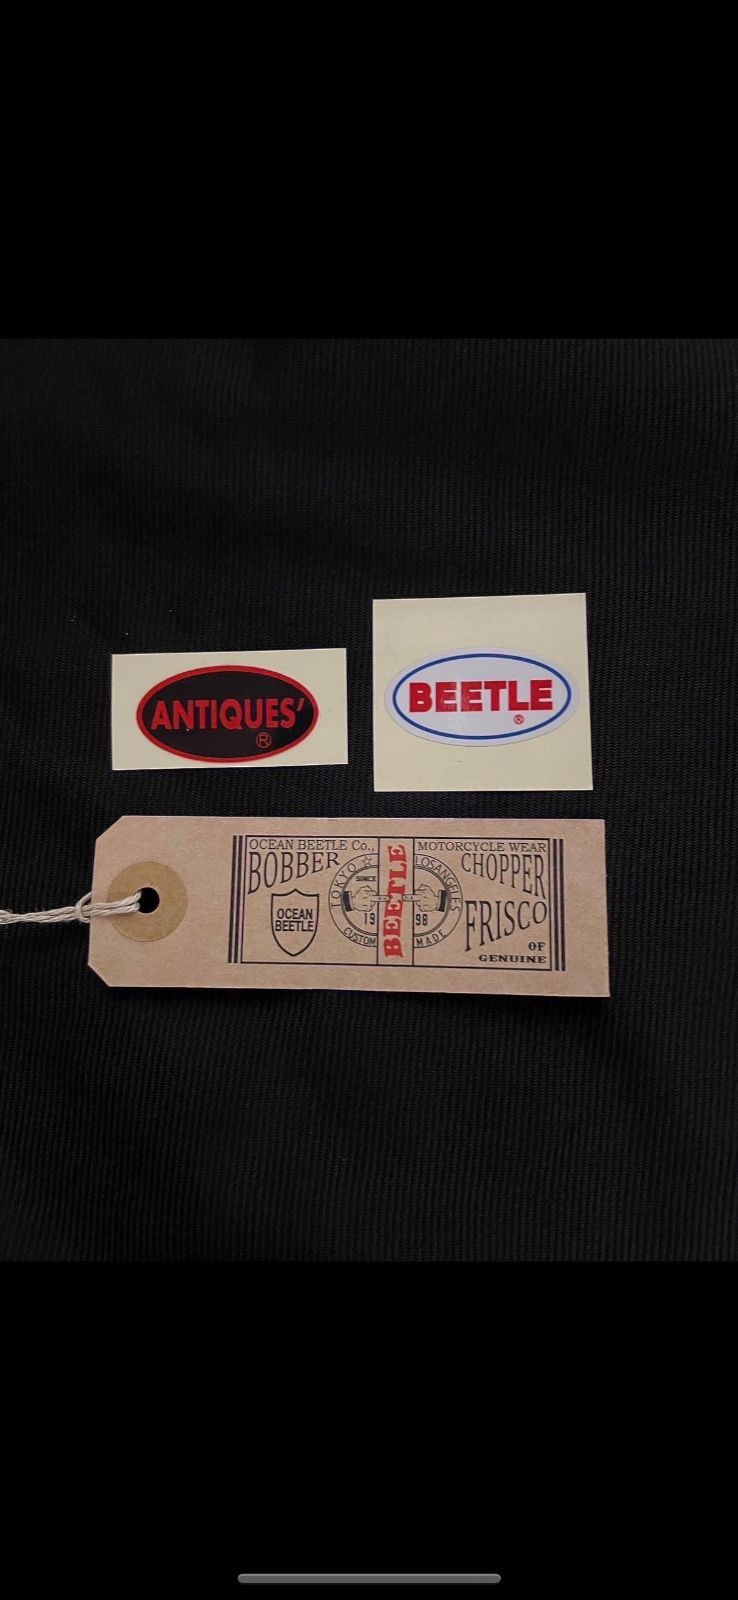 ANTIQUES’
®
BEETLE
®
OCEAN BEETLE Co.,
MOTORCYCLE WEAR
BOBBER
OCEAN
BEETLE
TOKYO ☆ LOSANGELES
SINCE
19 98
CUSTOM MADE
BEETLE
CHOPPER
FRISCO
OF
GENUINE